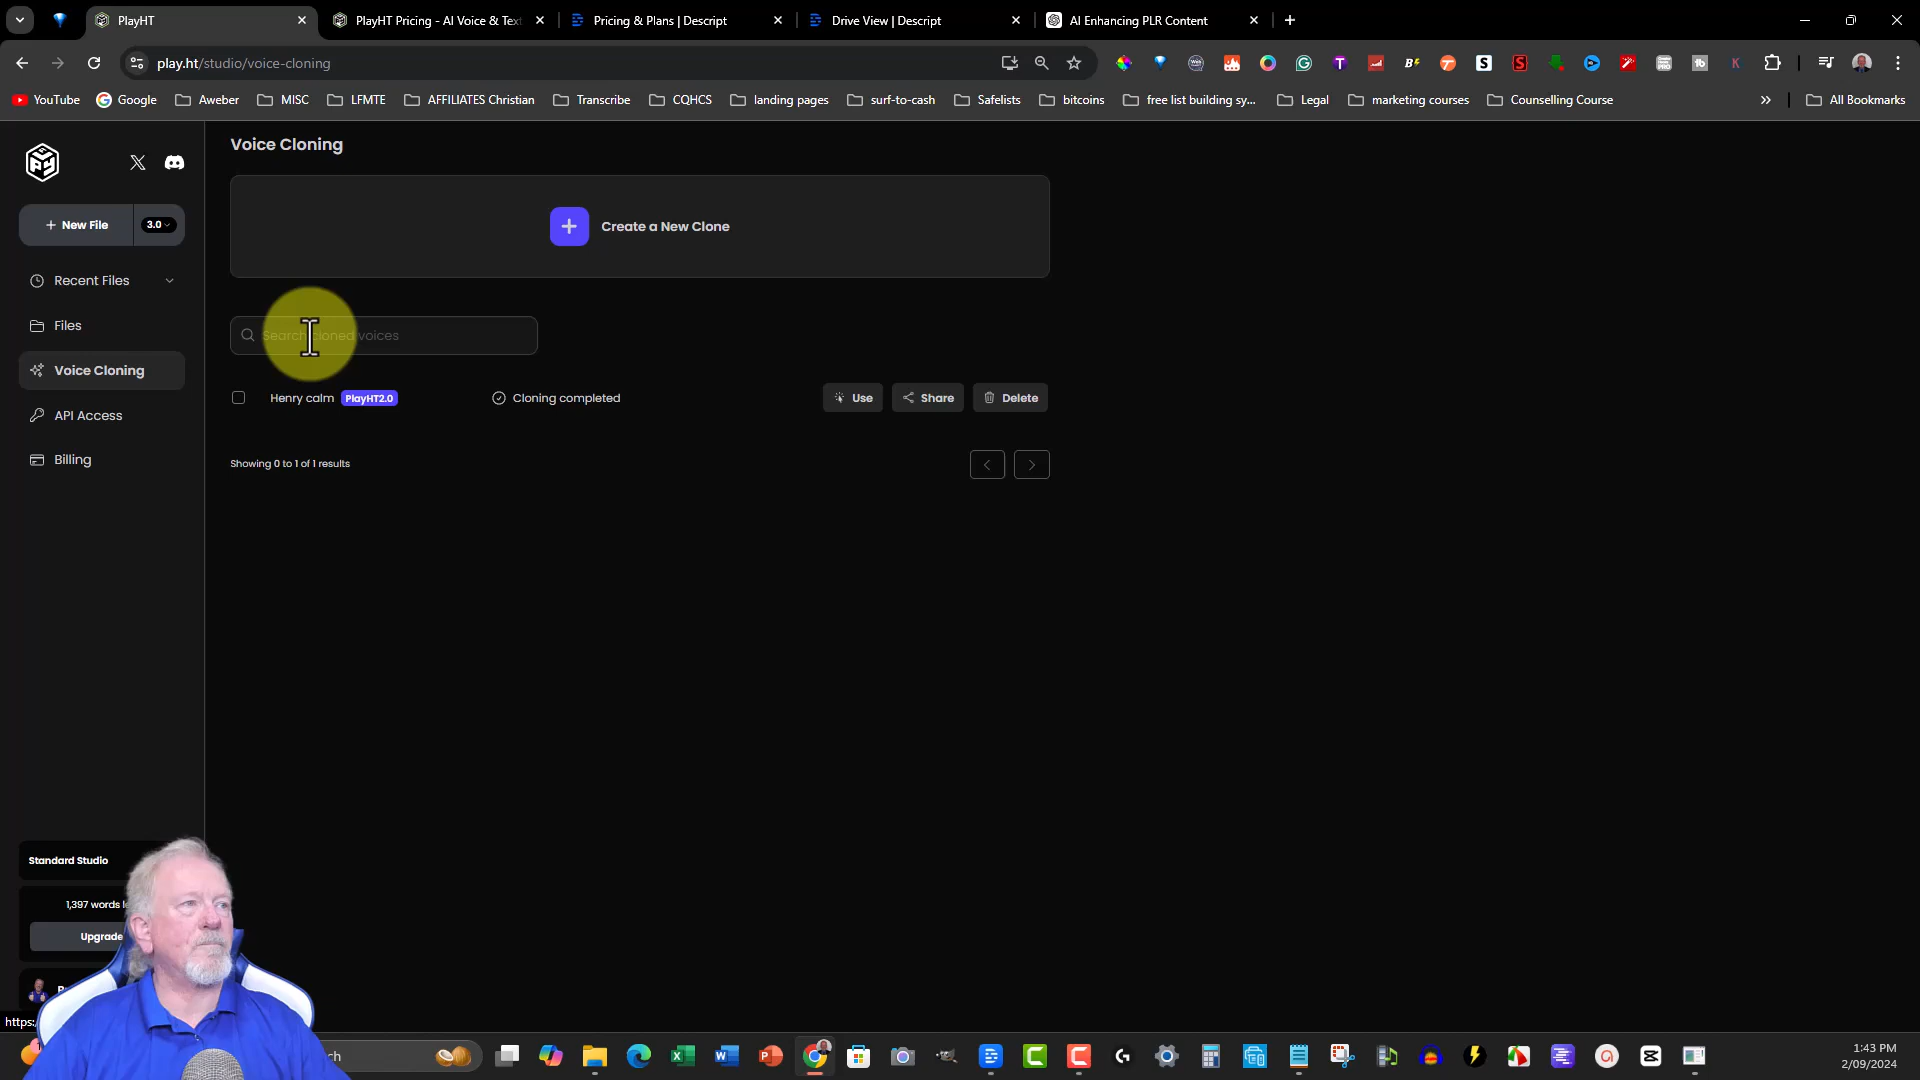 PlayHT
PlayHT Pricing - AI Voice & Text
Pricing & Plans | Descript
Drive View | Descript
AI Enhancing PLR Content
play.ht/studio/voice-cloning
YouTube
Google
Aweber
MISC
LFMTE
AFFILIATES Christian
Transcribe
CQHCS
landing pages
surf-to-cash
Safelists
bitcoins
free list building sy...
Legal
marketing courses
Counselling Course
All Bookmarks
New File
3.0
Recent Files
Files
Voice Cloning
API Access
Billing
Voice Cloning
Create a New Clone
Search cloned voices
Henry calm
PlayHT2.0
Cloning completed
Use
Share
Delete
Showing 0 to 1 of 1 results
Standard Studio
1,397 words
Upgrade
https:
1:43 PM
2/09/2024